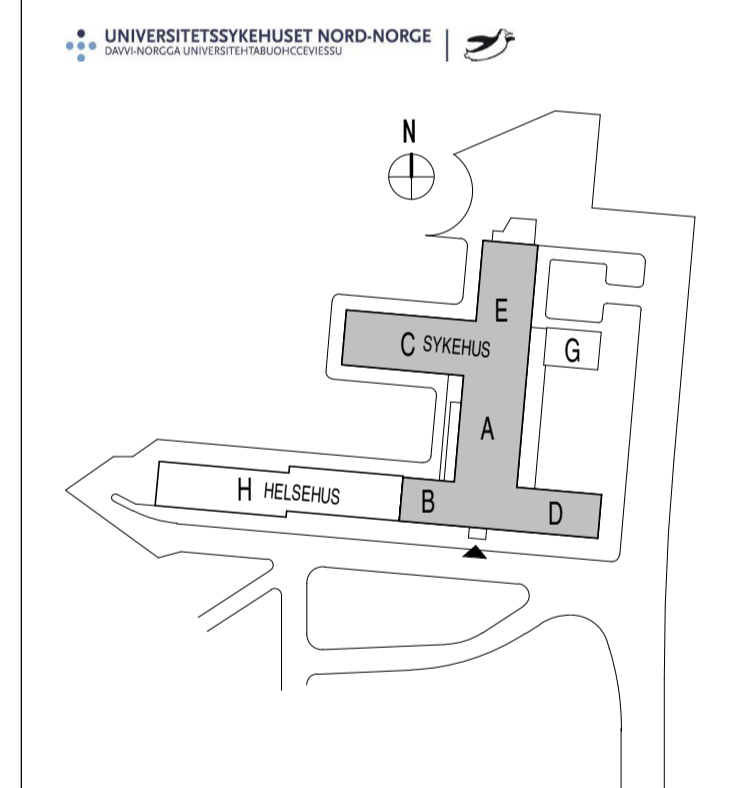 UNIVERSITETSSYKEHUSET NORD-NORGE
DAVVI-NORGGA UNIVERSITEHTABUOHCCEVIESSU
N
E
C SYKEHUS
G
A
H HELSEHUS
B
D